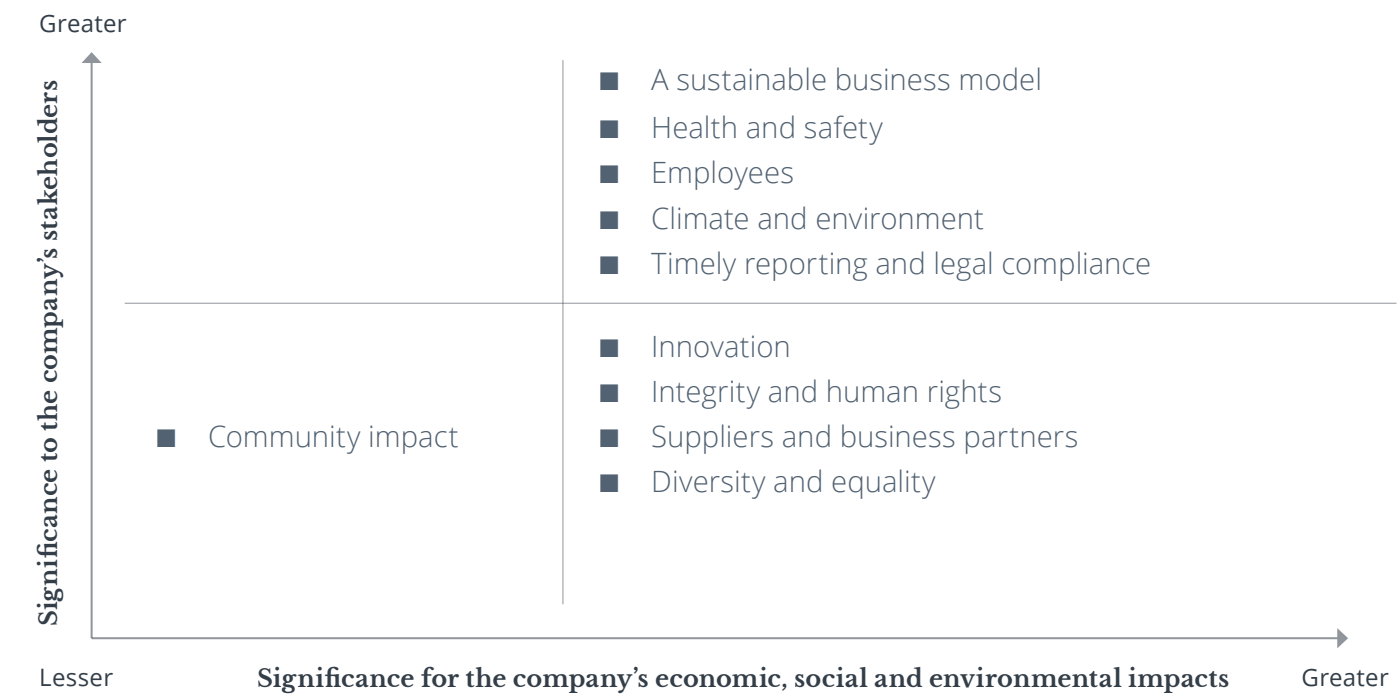 Greater
Significance to the company’s stakeholders
A sustainable business model
Health and safety
Employees
Climate and environment
Timely reporting and legal compliance
Innovation
Integrity and human rights
Community impact
Suppliers and business partners
Diversity and equality
Lesser
Significance for the company’s economic, social and environmental impacts
Greater